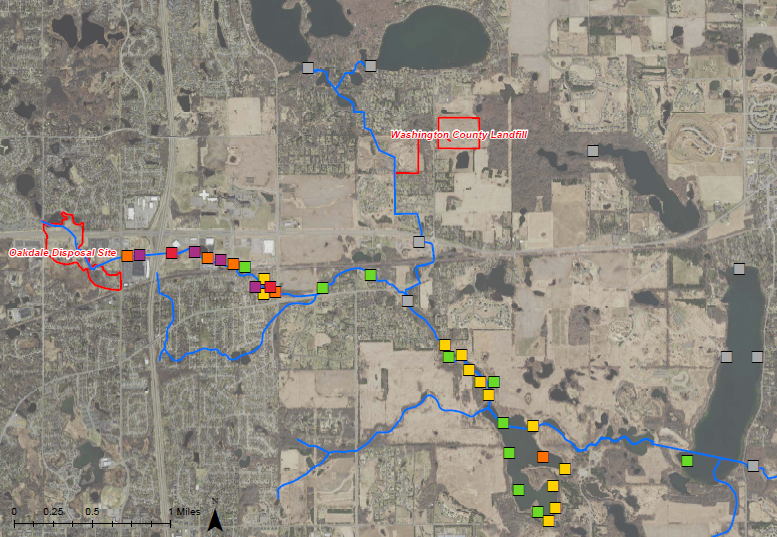 Washington County Landfill
Oakdale Disposal Site
N
0 0.25 0.5 1 Miles